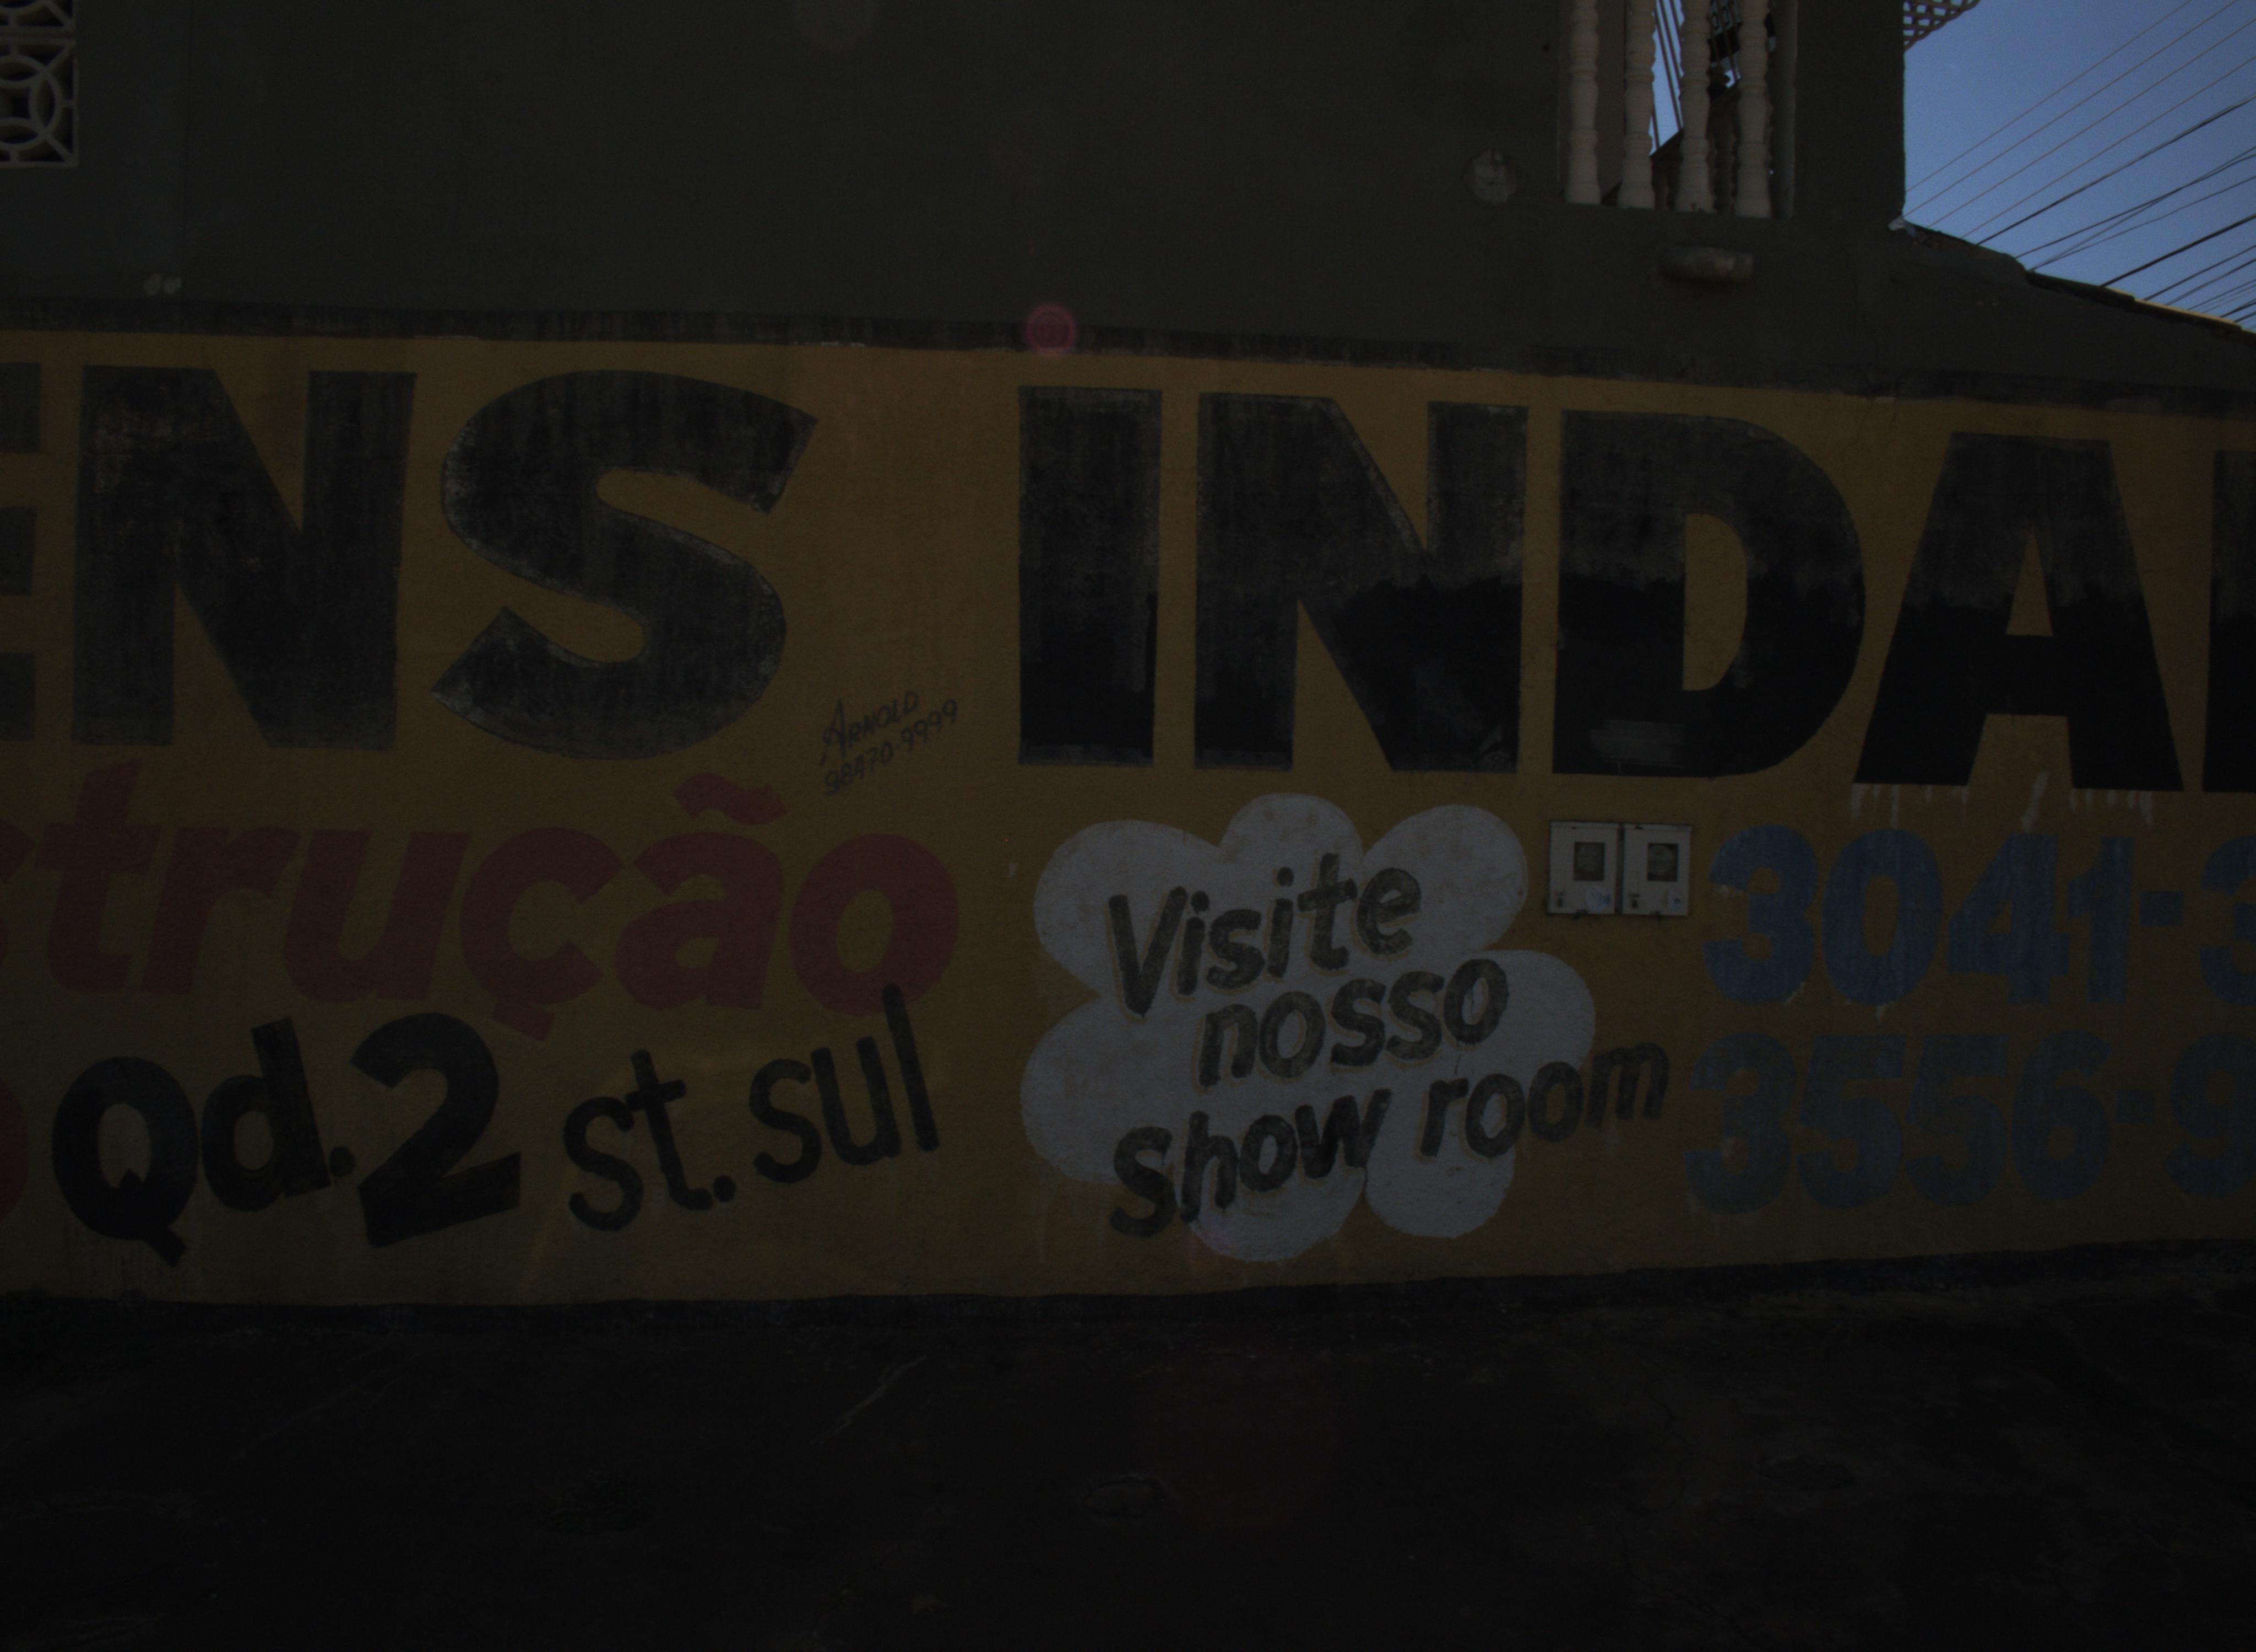 ENS INDA
ARNOLD
98470-9999
strução
Qd.2 st. sul
Visite
nosso
show room
3041-3
3556-9